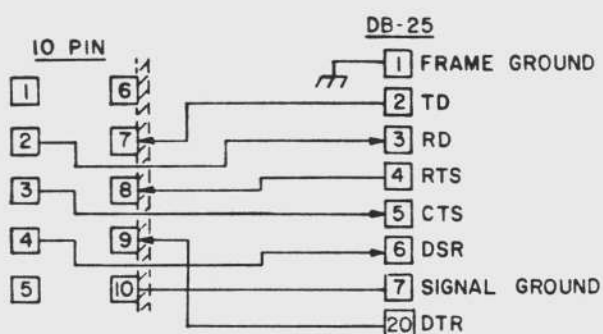 DB-25
10 PIN
1 6
2 7
3 8
4 9
5 10
1 FRAME GROUND
2 TD
3 RD
4 RTS
5 CTS
6 DSR
7 SIGNAL GROUND
20 DTR